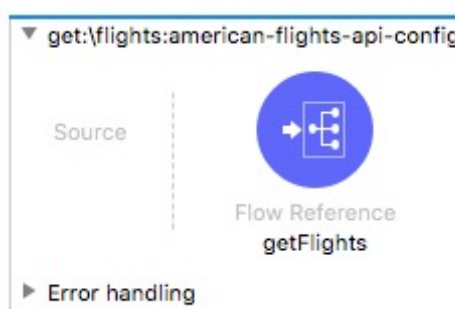 get:\flights:american-flights-api-config
Source
Flow Reference
getFlights
Error handling